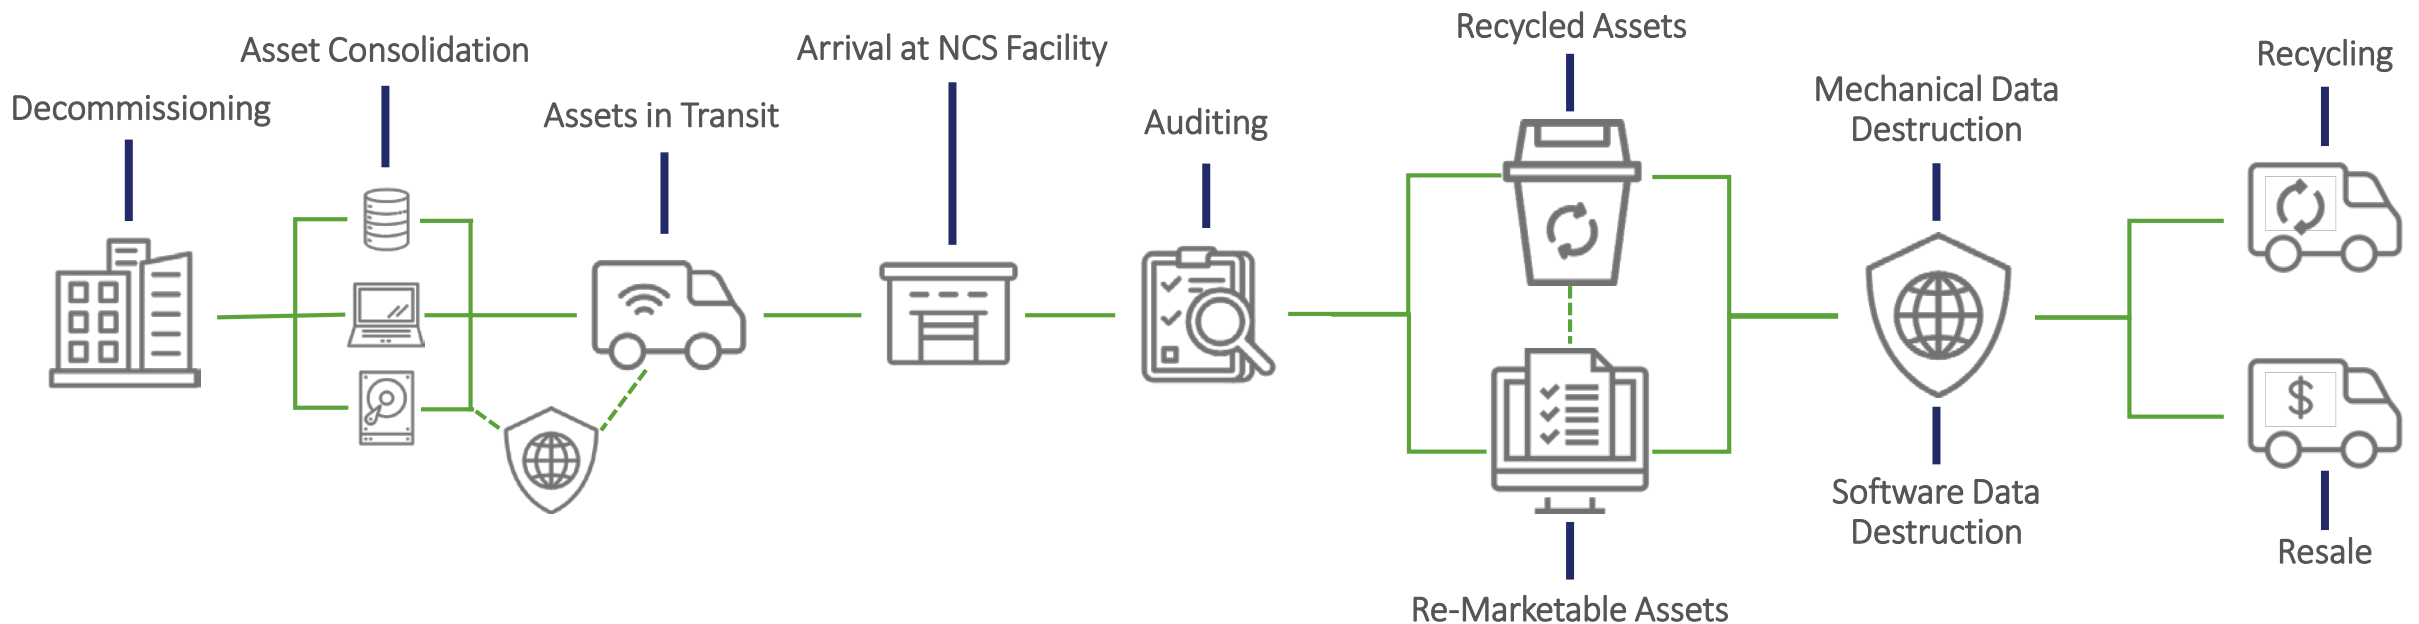 Decommissioning
Asset Consolidation
Assets in Transit
Arrival at NCS Facility
Auditing
Recycled Assets
Re-Marketable Assets
Mechanical Data
Destruction
Software Data
Destruction
Recycling
$
Resale